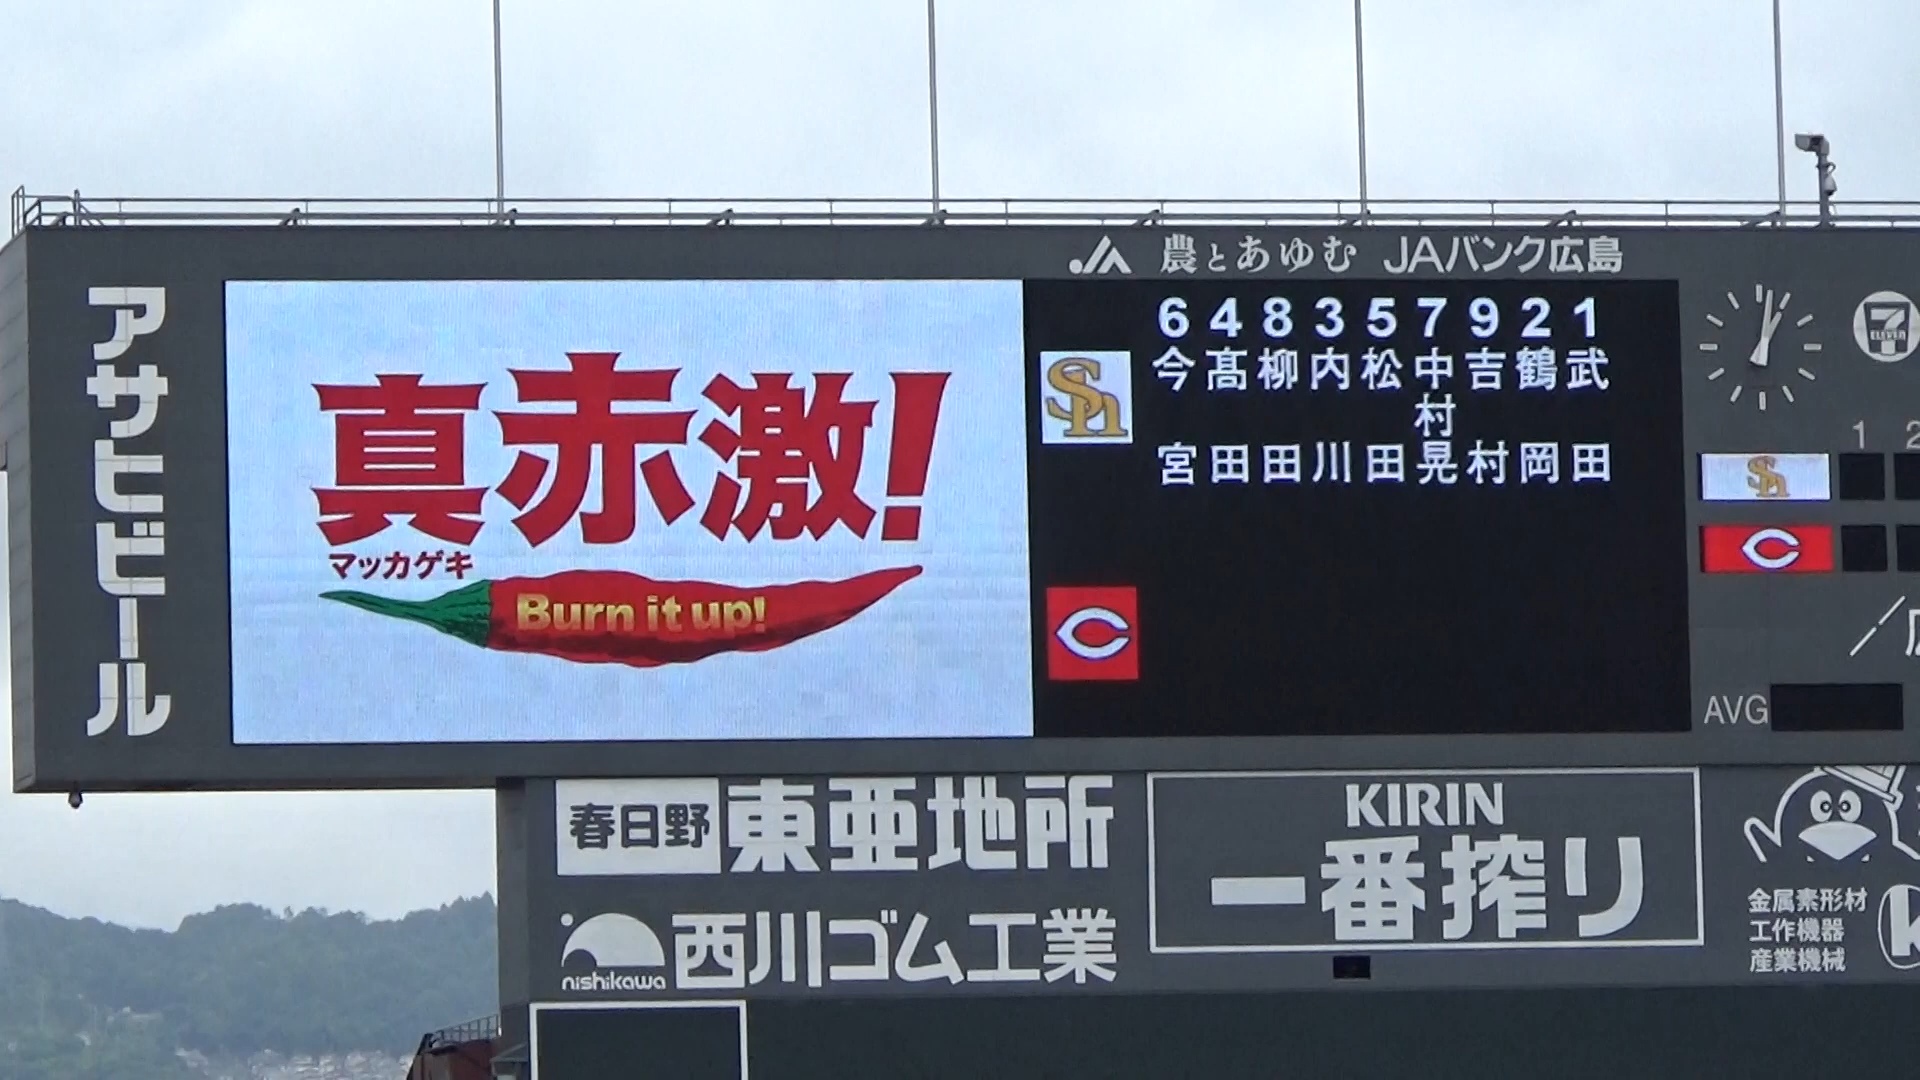 農とあゆむ JAバンク広島
アサヒビール
真赤激!
マッカゲキ
Burn it up!
6 4 8 3 5 7 9 2 1
Sh
今宮
髙田
柳田
内川
松田
中村晃
吉村
鶴岡
武田
C
7
ELEVEN
1 2
Sh
C
AVG
春日野 東亜地所
nishikawa 西川ゴム工業
KIRIN
一番搾り
金属素形材
工作機器
産業機械
K